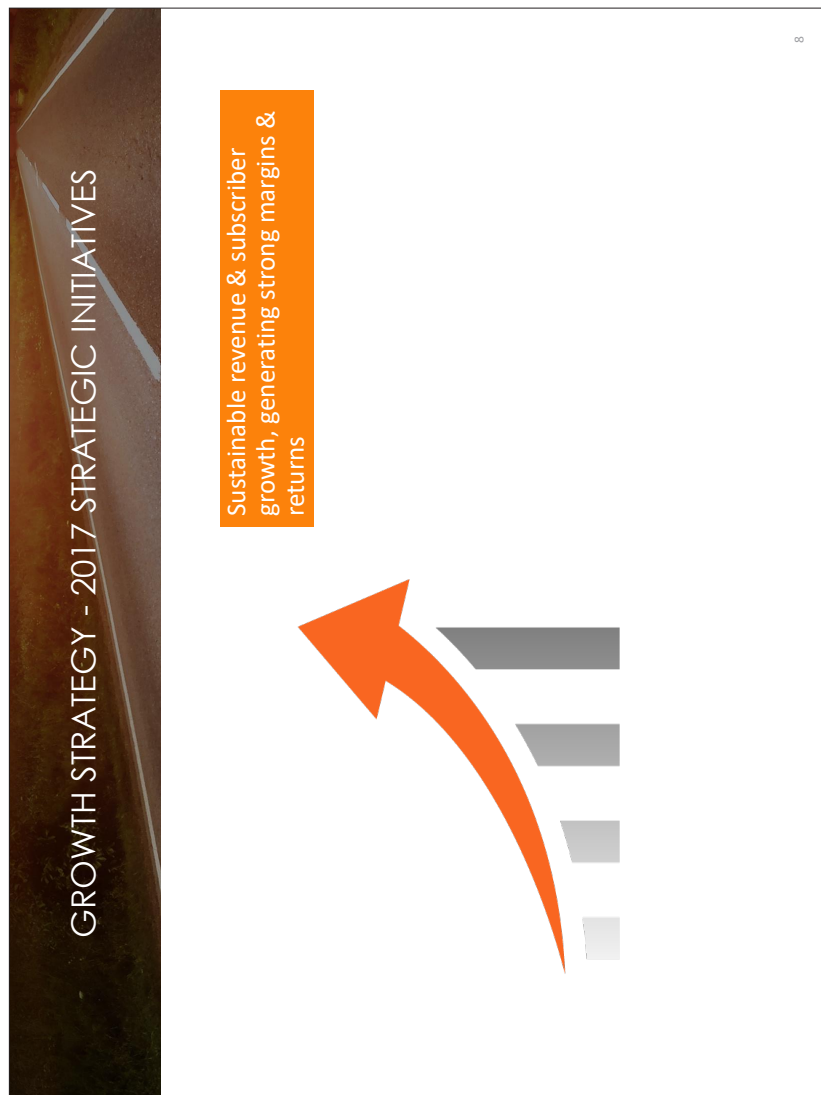 GROWTH STRATEGY - 2017 STRATEGIC INITIATIVES
Sustainable revenue & subscriber
growth, generating strong margins &
returns
8